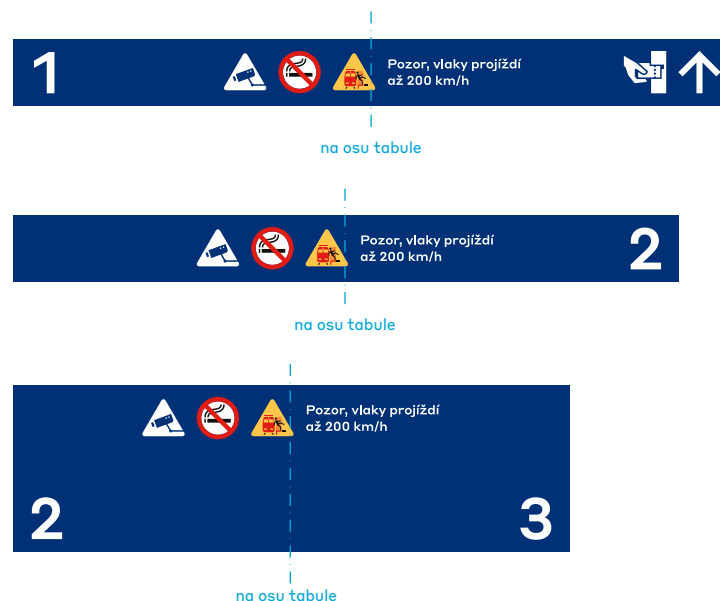 1
Pozor, vlaky projíždí
až 200 km/h
na osu tabule
Pozor, vlaky projíždí
až 200 km/h
2
na osu tabule
Pozor, vlaky projíždí
až 200 km/h
2
3
na osu tabule